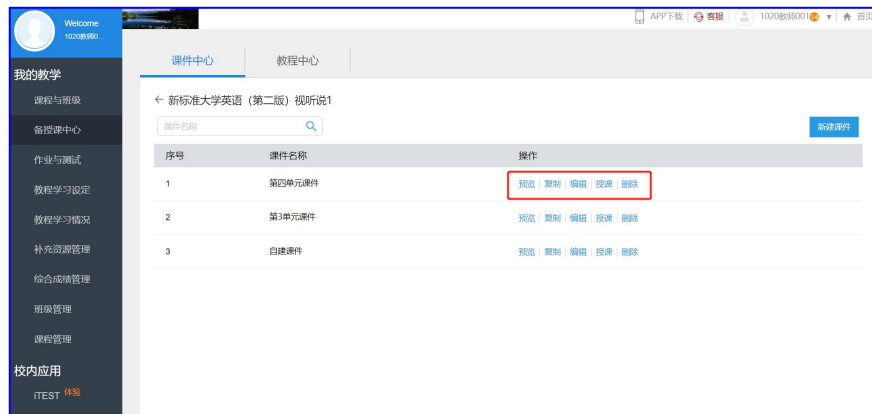 Welcome
1020教师0...
APP下载 客服 1020教师001 14 首页
课件中心 教程中心
我的教学
课程与班级
备授课中心
作业与测试
教程学习设定
教程学习情况
补充资源管理
综合成绩管理
班级管理
课程管理
校内应用
iTEST 体验
← 新标准大学英语（第二版）视听说1
课件名称
新建课件
序号 课件名称 操作
1 第四单元课件 预览 复制 编辑 授课 删除
2 第3单元课件 预览 复制 编辑 授课 删除
3 自建课件 预览 复制 编辑 授课 删除